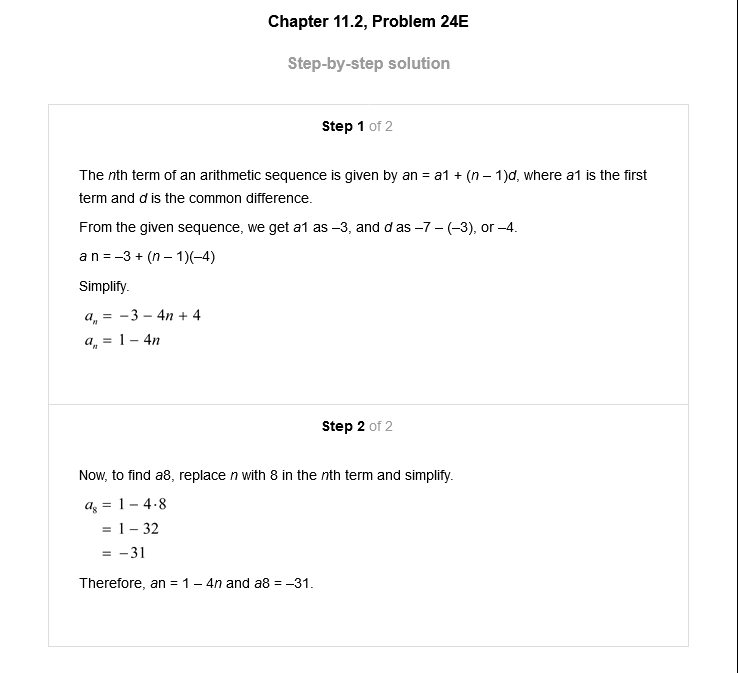 Chapter 11.2, Problem 24E
Step-by-step solution
Step 1 of 2
The nth term of an arithmetic sequence is given by an = a1 + (n – 1)d, where a1 is the first
term and d is the common difference.
From the given sequence, we get a1 as –3, and d as –7 – (–3), or –4.
a n = –3 + (n – 1)(–4)
Simplify.
aₙ = −3 − 4n + 4
aₙ = 1 − 4n
Step 2 of 2
Now, to find a8, replace n with 8 in the nth term and simplify.
a₈ = 1 − 4·8
= 1 − 32
= −31
Therefore, an = 1 – 4n and a8 = –31.